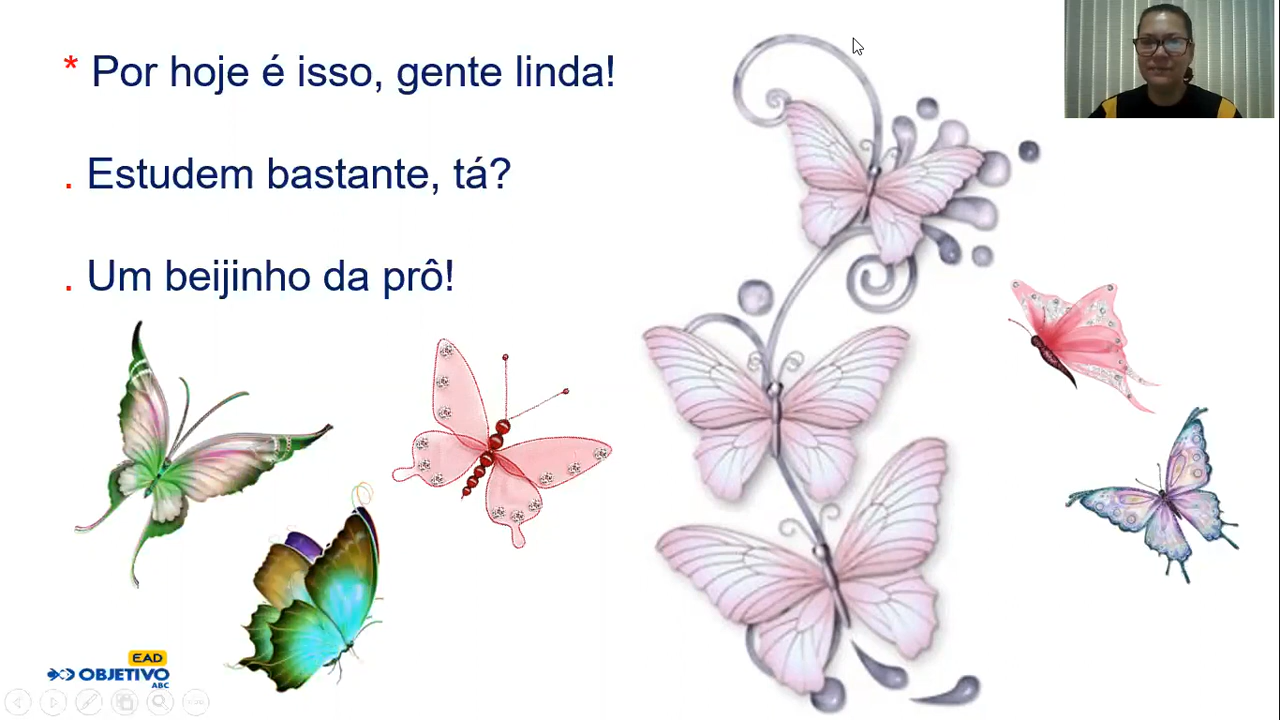 * Por hoje é isso, gente linda!
. Estudem bastante, tá?
. Um beijinho da prô!
EAD
OBJETIVO
ABC